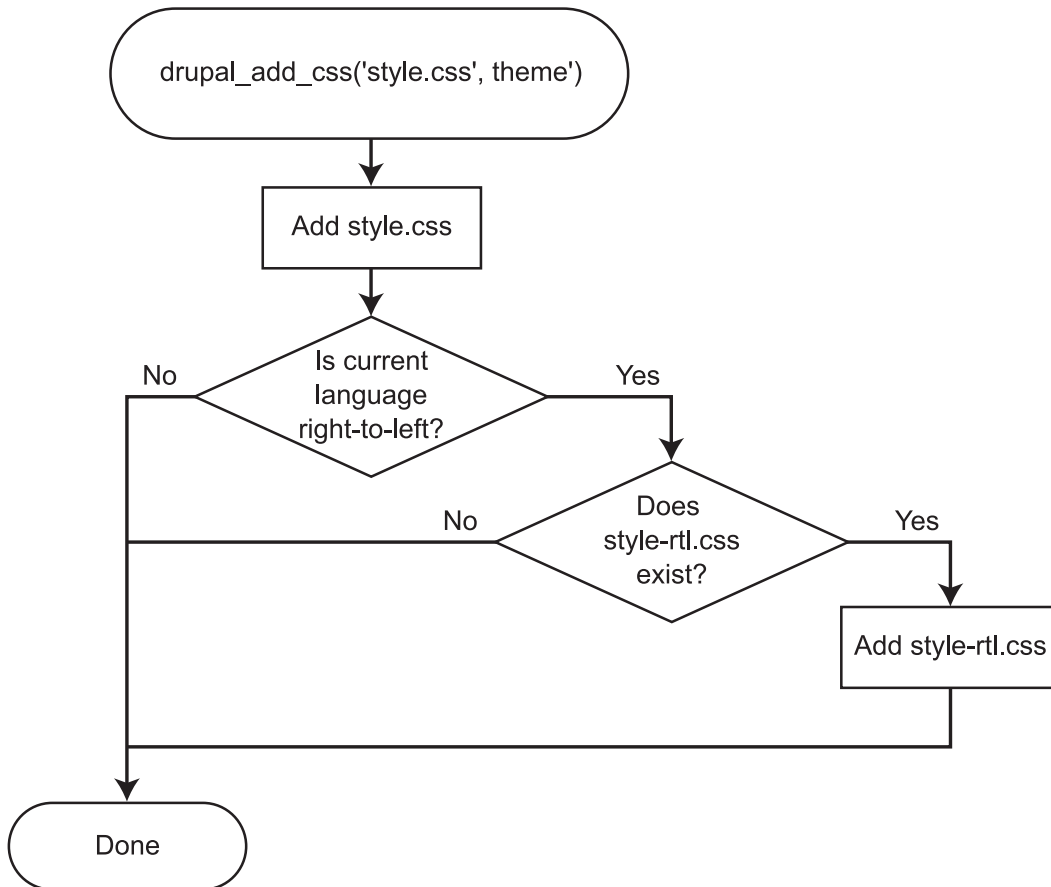 drupal_add_css('style.css', theme')
Add style.css
Is current
language
right-to-left?
No
Yes
Does
style-rtl.css
exist?
No
Yes
Add style-rtl.css
Done